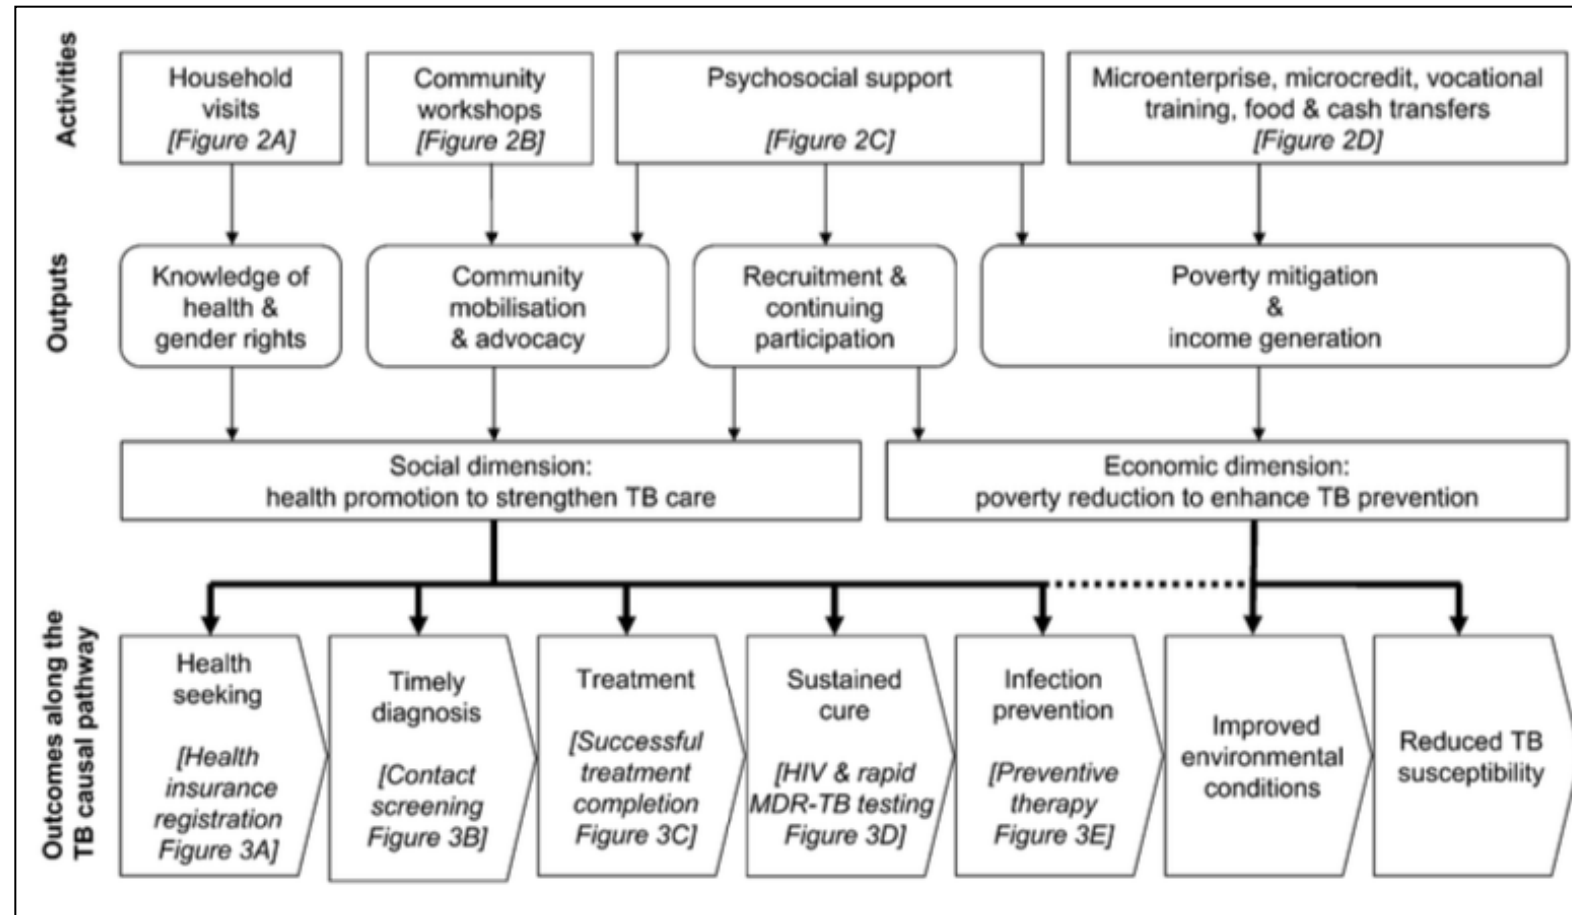 Activities
Household
visits
[Figure 2A]
Community
workshops
[Figure 2B]
Psychosocial support
[Figure 2C]
Microenterprise, microcredit, vocational
training, food & cash transfers
[Figure 2D]
Outputs
Knowledge of
health &
gender rights
Community
mobilisation
& advocacy
Recruitment &
continuing
participation
Poverty mitigation
&
income generation
Social dimension:
health promotion to strengthen TB care
Economic dimension:
poverty reduction to enhance TB prevention
Outcomes along the
TB causal pathway
Health
seeking
[Health
insurance
registration
Figure 3A]
Timely
diagnosis
[Contact
screening
Figure 3B]
Treatment
[Successful
treatment
completion
Figure 3C]
Sustained
cure
[HIV & rapid
MDR-TB testing
Figure 3D]
Infection
prevention
[Preventive
therapy
Figure 3E]
Improved
environmental
conditions
Reduced TB
susceptibility